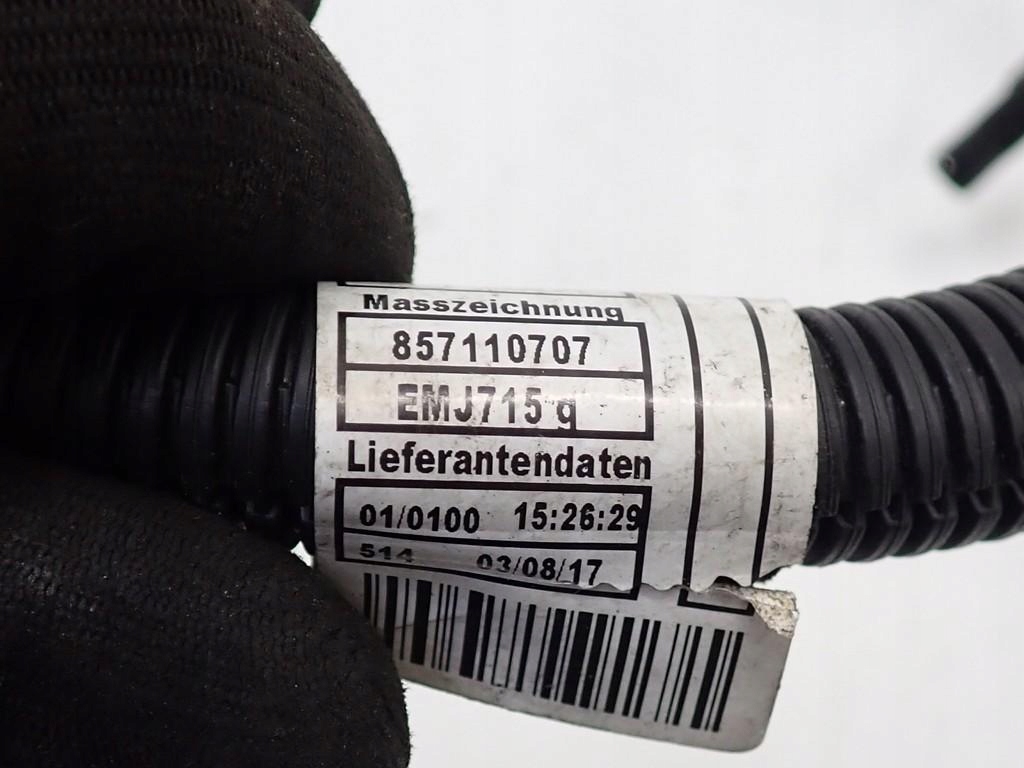 Masszeichnung
857110707
EMJ715 g
Lieferantendaten
01/0100 15:26:29
514 03/08/17